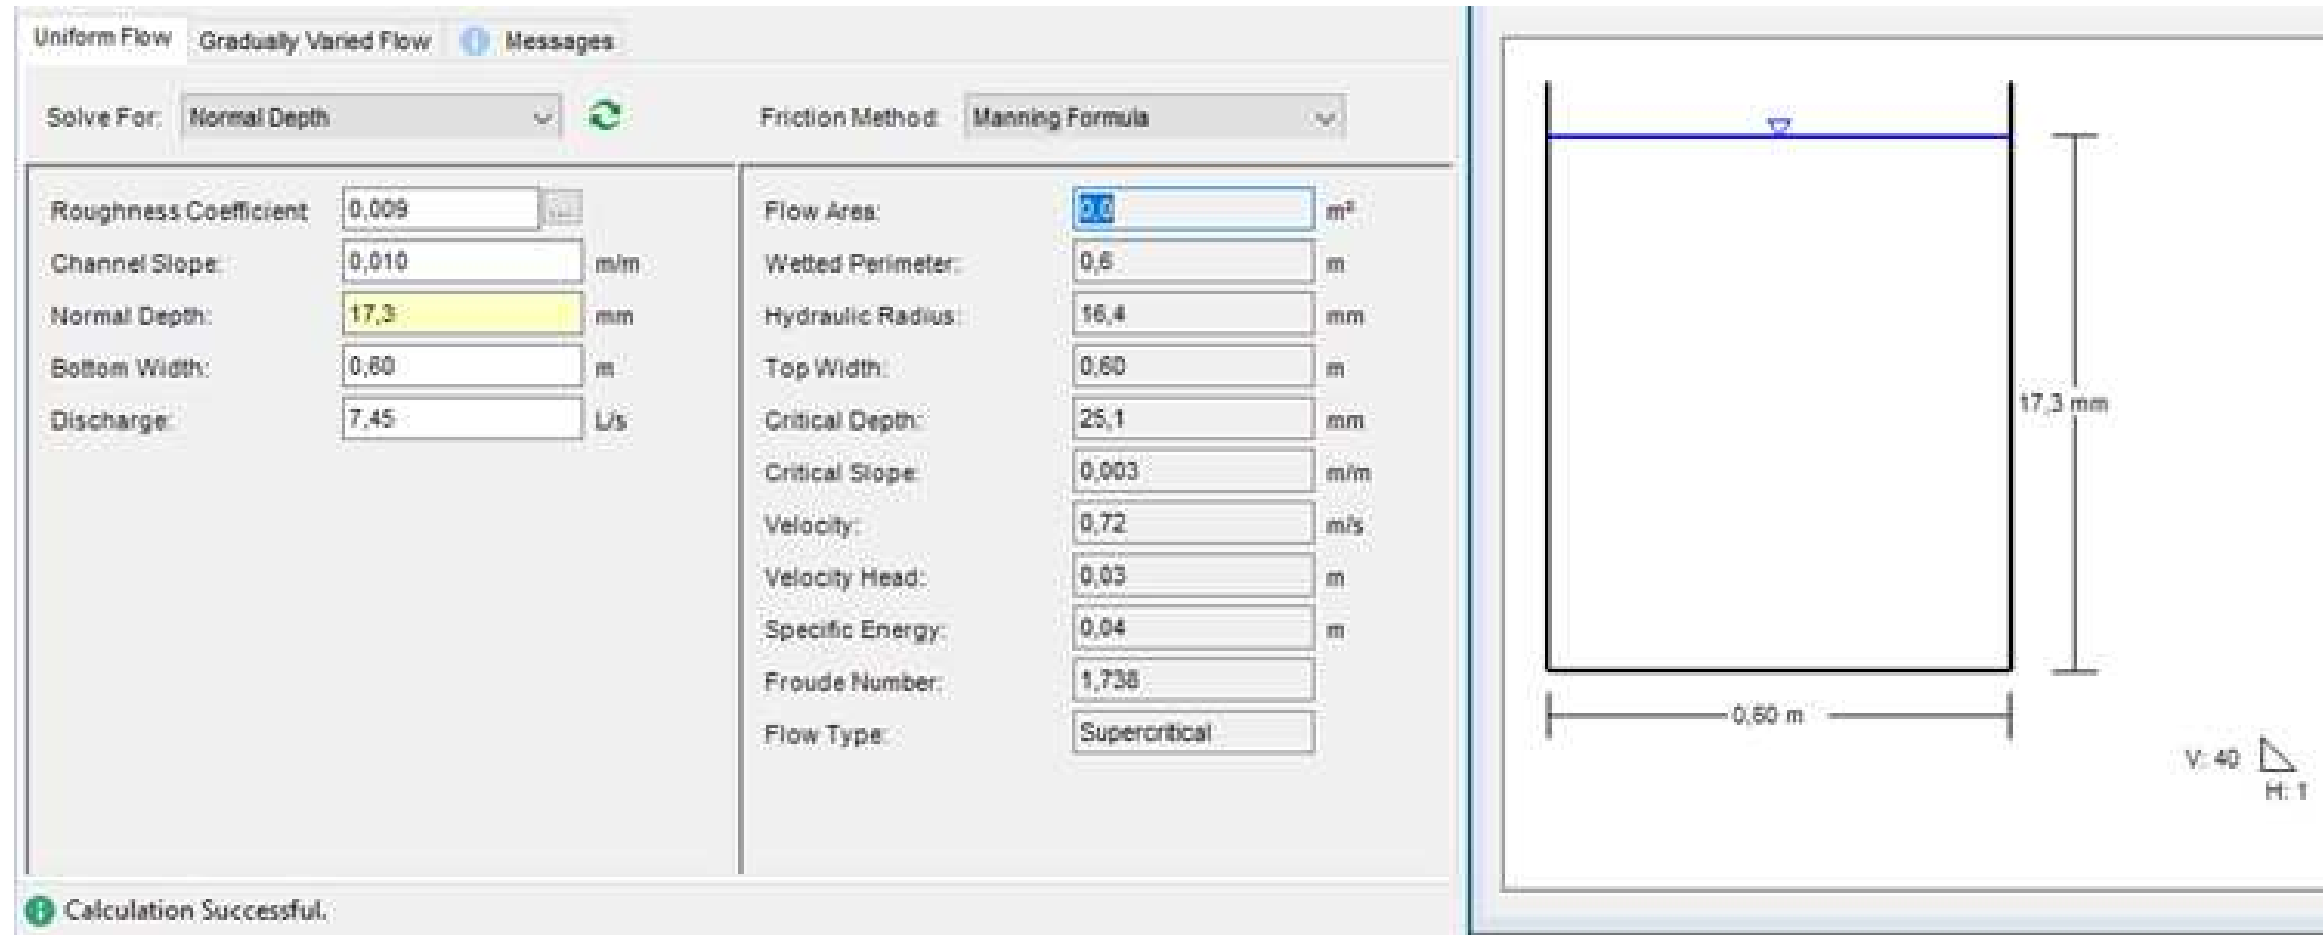 Uniform Flow Gradually Varied Flow Messages
Solve For: Normal Depth Friction Method: Manning Formula
Roughness Coefficient 0,009 ...
Channel Slope: 0,010 m/m
Normal Depth: 17,3 mm
Bottom Width: 0,60 m
Discharge: 7,45 L/s
Flow Area: 0,0 m²
Wetted Perimeter: 0,6 m
Hydraulic Radius: 16,4 mm
Top Width: 0,60 m
Critical Depth: 25,1 mm
Critical Slope: 0,003 m/m
Velocity: 0,72 m/s
Velocity Head: 0,03 m
Specific Energy: 0,04 m
Froude Number: 1,738
Flow Type: Supercritical
Calculation Successful.
17,3 mm
0,60 m
V: 40
H: 1